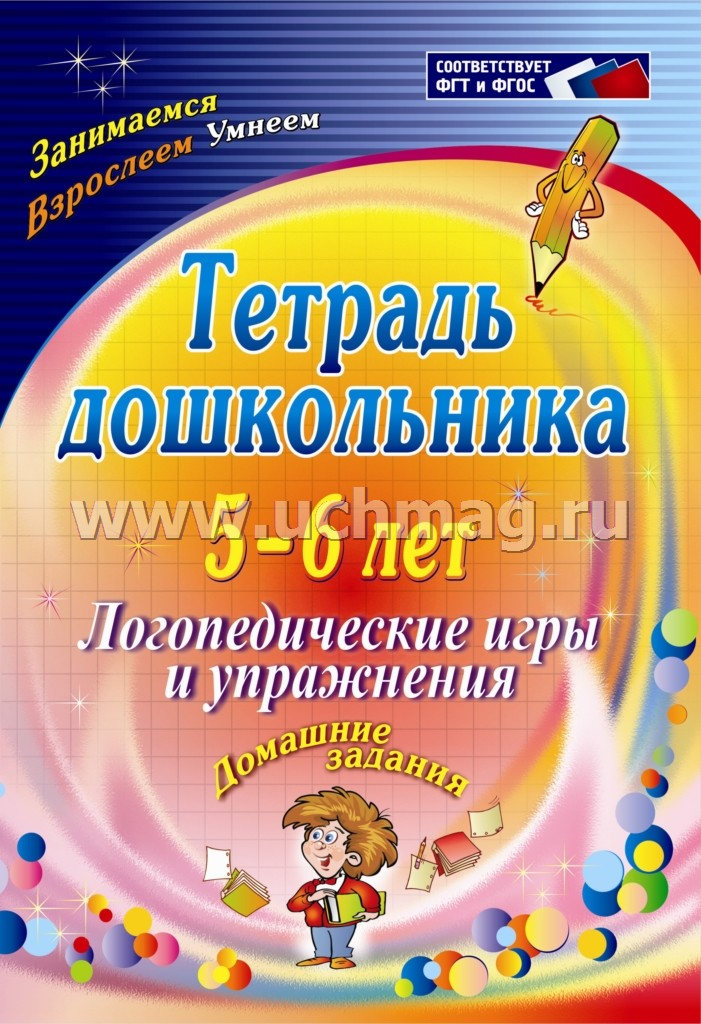 СООТВЕТСТВУЕТ
ФГТ и ФГОС
Занимаемся
Взрослеем Умнеем
Тетрадь
дошкольника
www.uchmag.ru
5-6 лет
Логопедические игры
и упражнения
Домашние
задания